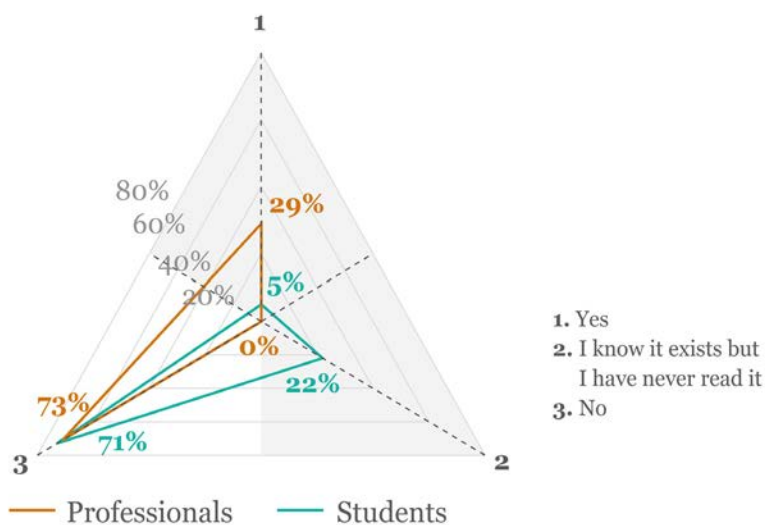 1
80%
60%
40%
20%
29%
5%
0%
22%
73%
71%
3
2
1. Yes
2. I know it exists but
I have never read it
3. No
Professionals
Students